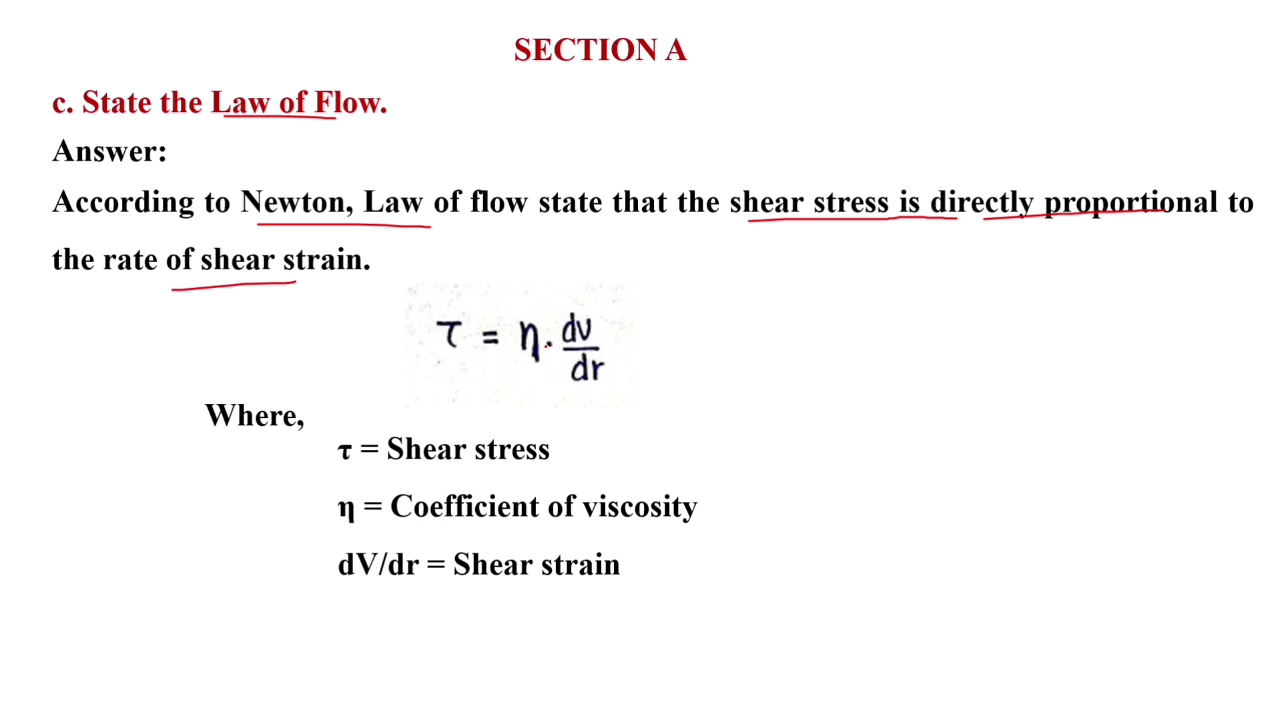 SECTION A
c. State the Law of Flow.
Answer:
According to Newton, Law of flow state that the shear stress is directly proportional to
the rate of shear strain.
τ = η. dv/dr
Where,
τ = Shear stress
η = Coefficient of viscosity
dV/dr = Shear strain